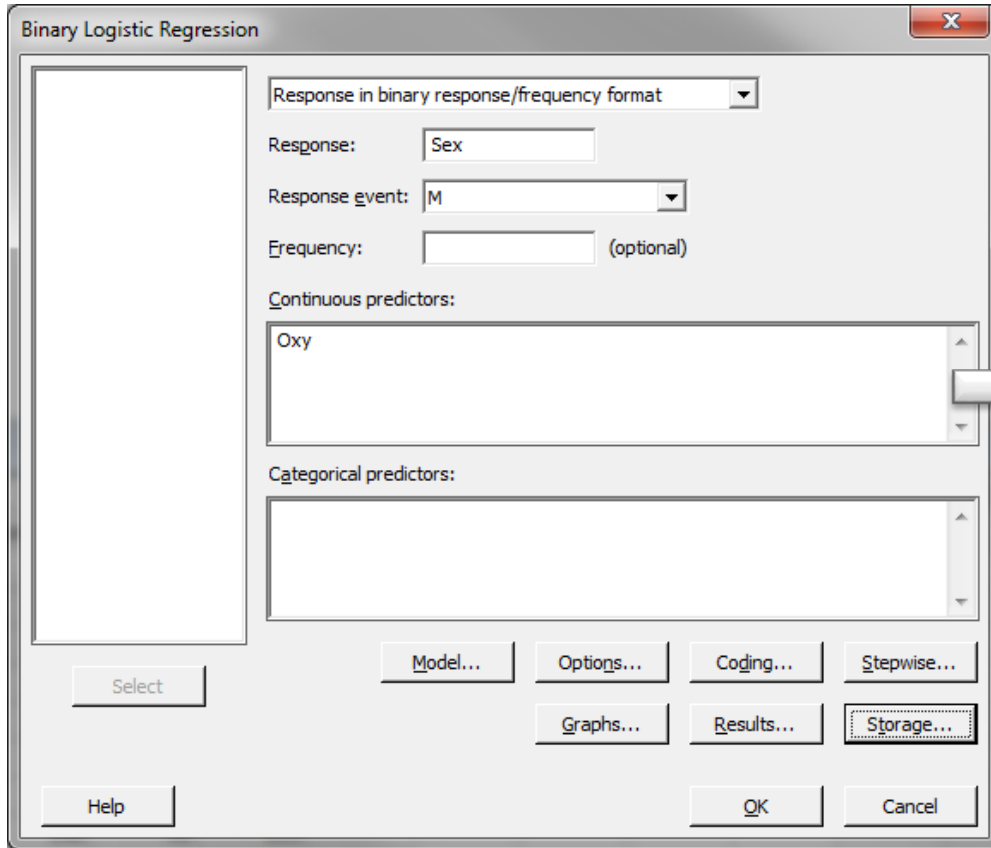 Binary Logistic Regression
x
Response in binary response/frequency format
Response: Sex
Response event: M
Frequency: (optional)
Continuous predictors:
Oxy
Categorical predictors:
Model... Options... Coding... Stepwise...
Select
Graphs... Results... Storage...
Help OK Cancel